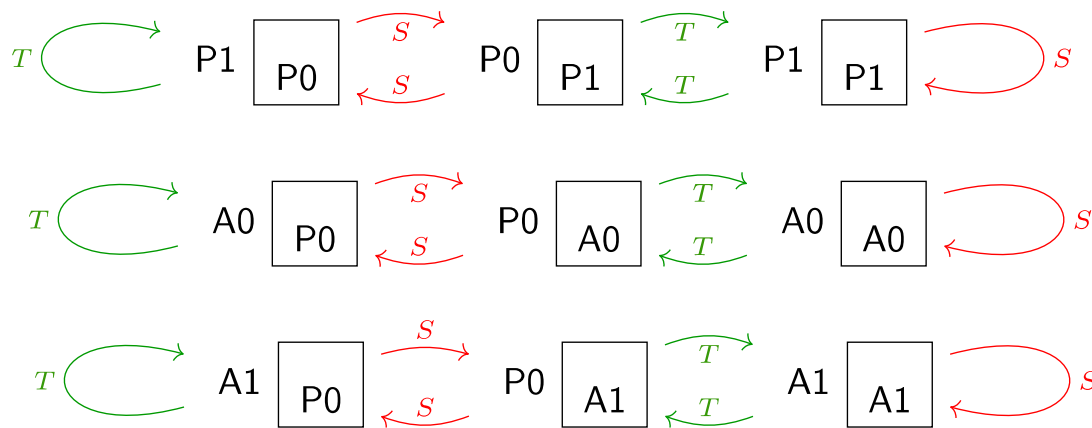 T P1 P0 S S P0 P1 T T P1 P1 S
T A0 P0 S S P0 A0 T T A0 A0 S
T A1 P0 S S P0 A1 T T A1 A1 S